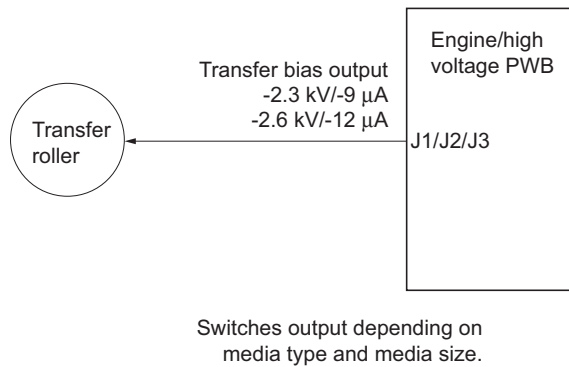 Engine/high
voltage PWB
Transfer bias output
-2.3 kV/-9 μA
-2.6 kV/-12 μA
Transfer
roller
J1/J2/J3
Switches output depending on
media type and media size.